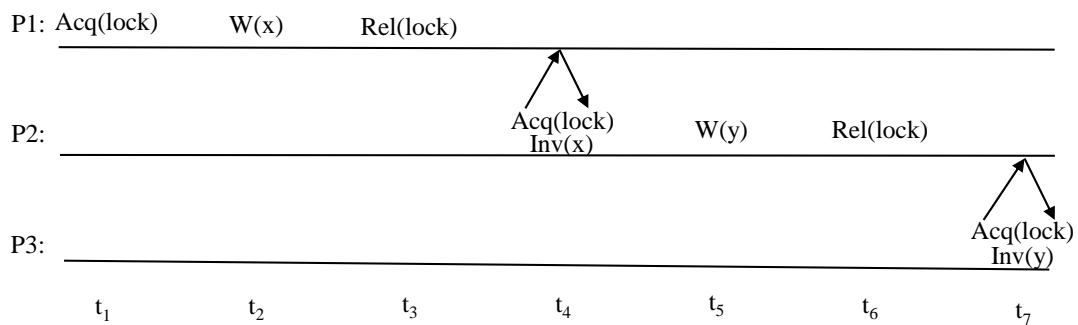 P1: Acq(lock) W(x) Rel(lock)
P2: Acq(lock) W(y) Rel(lock)
Inv(x)
P3: Acq(lock)
Inv(y)
t1 t2 t3 t4 t5 t6 t7